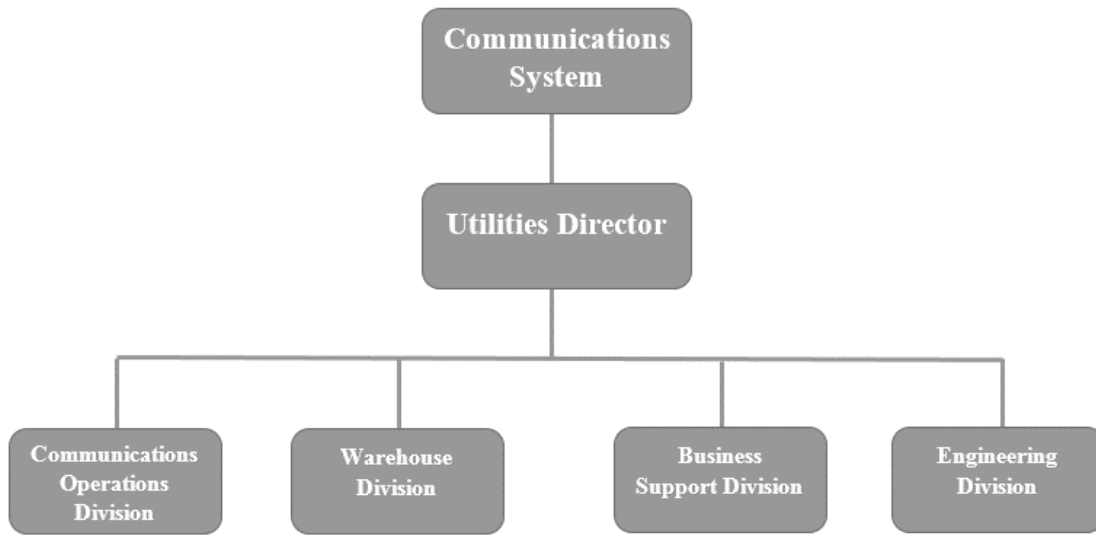 Communications
System
Utilities Director
Communications
Operations
Division
Warehouse
Division
Business
Support Division
Engineering
Division